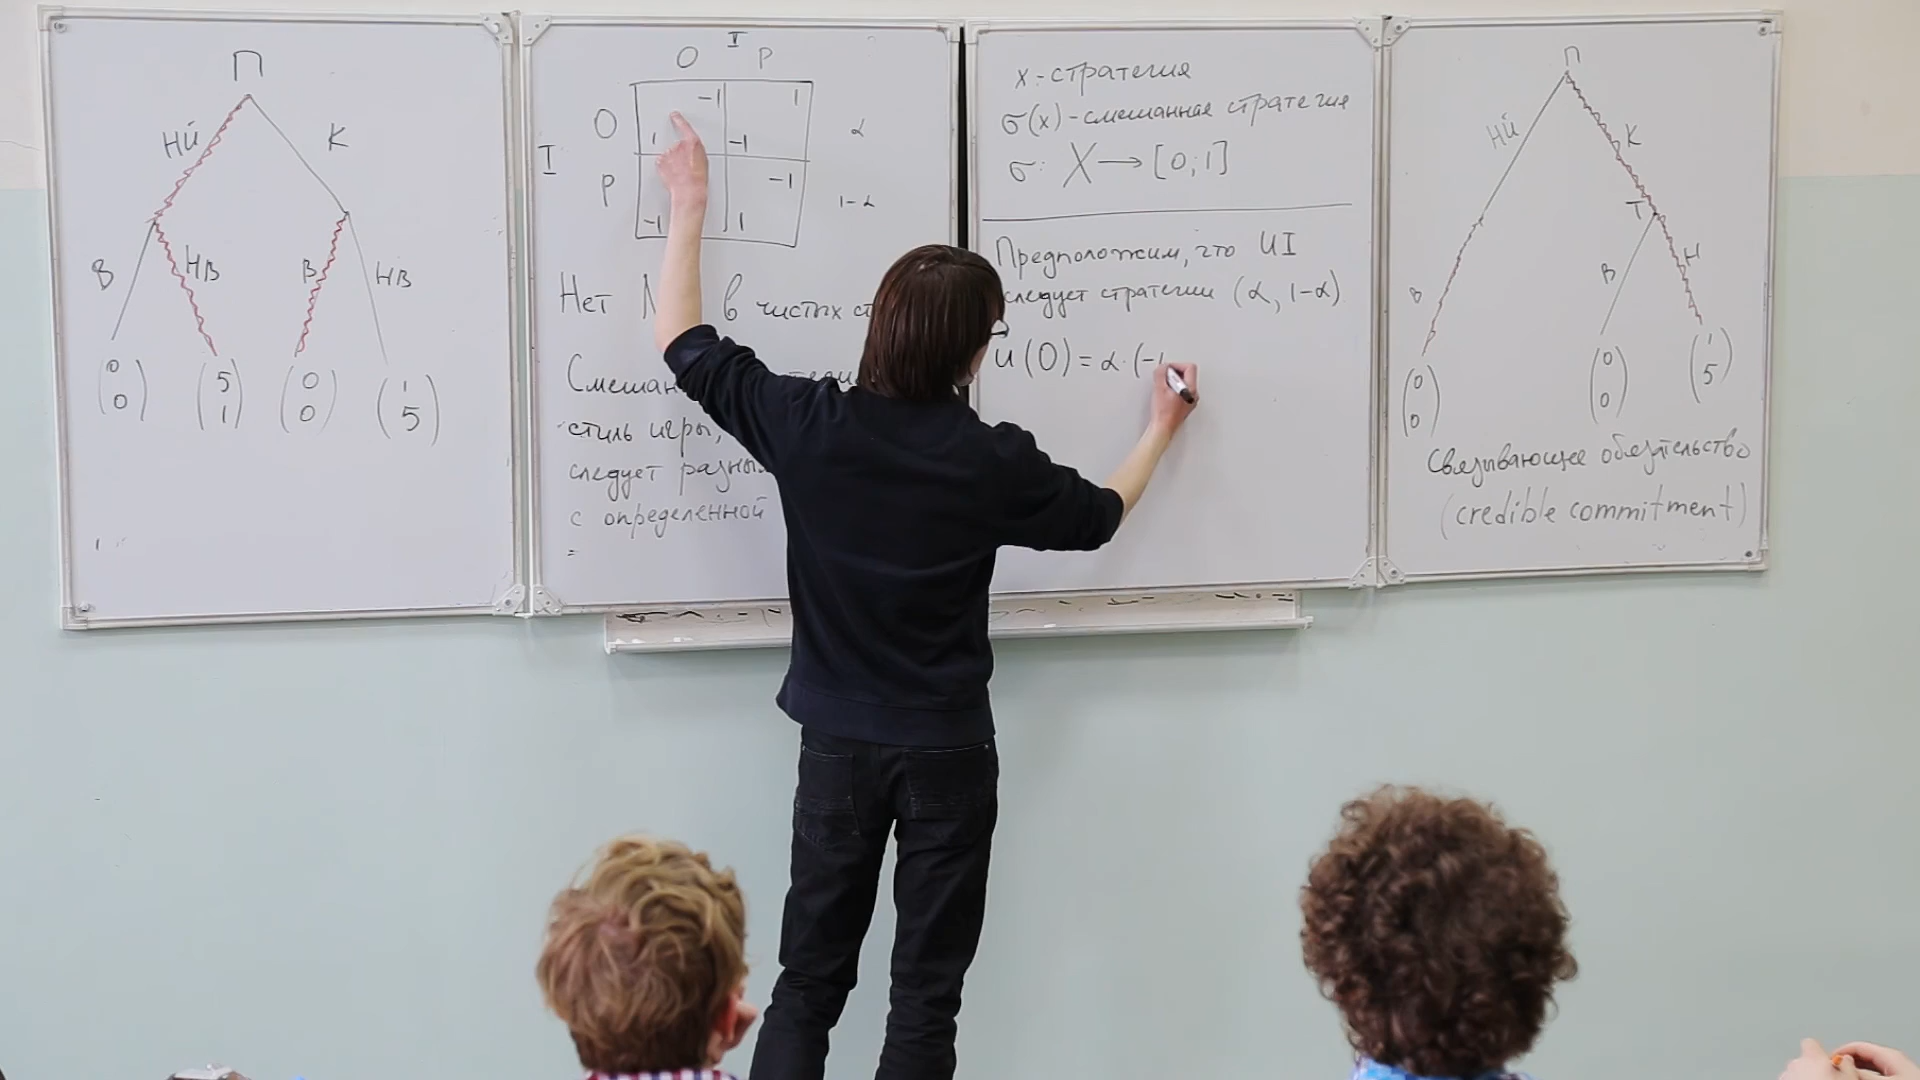 П
НЙ К
В НВ В НВ
0 5 0 1
0 1 0 5
II
О Р
-1 1
О 1 -1 α
I
Р -1
-1 1 1-α
Нет в чистых
стиль игры,
следует
с определенной
=
x - стратегия
σ(x) - смешанная стратегия
σ: X → [0; 1]
Предположим, что ИI
следует стратегии (α, 1-α)
u(О) = α·(-1
П
НЙ К
Т
В В Н
0 0 1
0 0 5
Связывающее обязательство
(credible commitment)